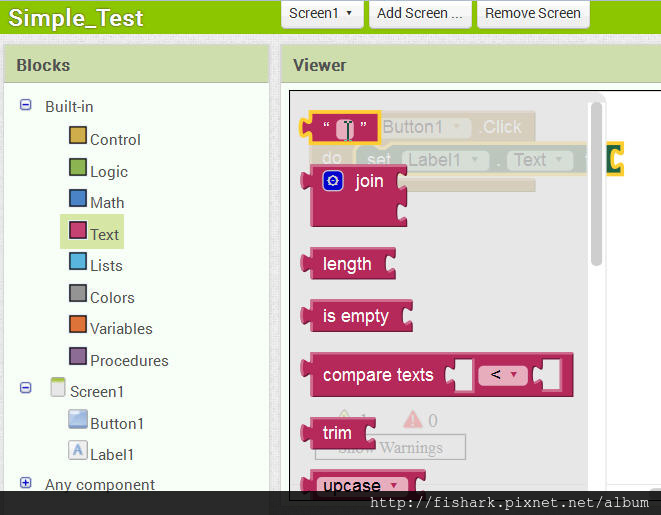 Simple_Test
Screen1 ▾
Add Screen ...
Remove Screen
Blocks
Viewer
Built-in
Control
Logic
Math
Text
Lists
Colors
Variables
Procedures
Screen1
Button1
Label1
Any component
“ ”
Button1 ▾ .Click
do set Label1 ▾ . Text ▾
join
length
is empty
compare texts < ▾
0
trim
Show Warnings
upcase ▾
http://fishark.pixnet.net/album